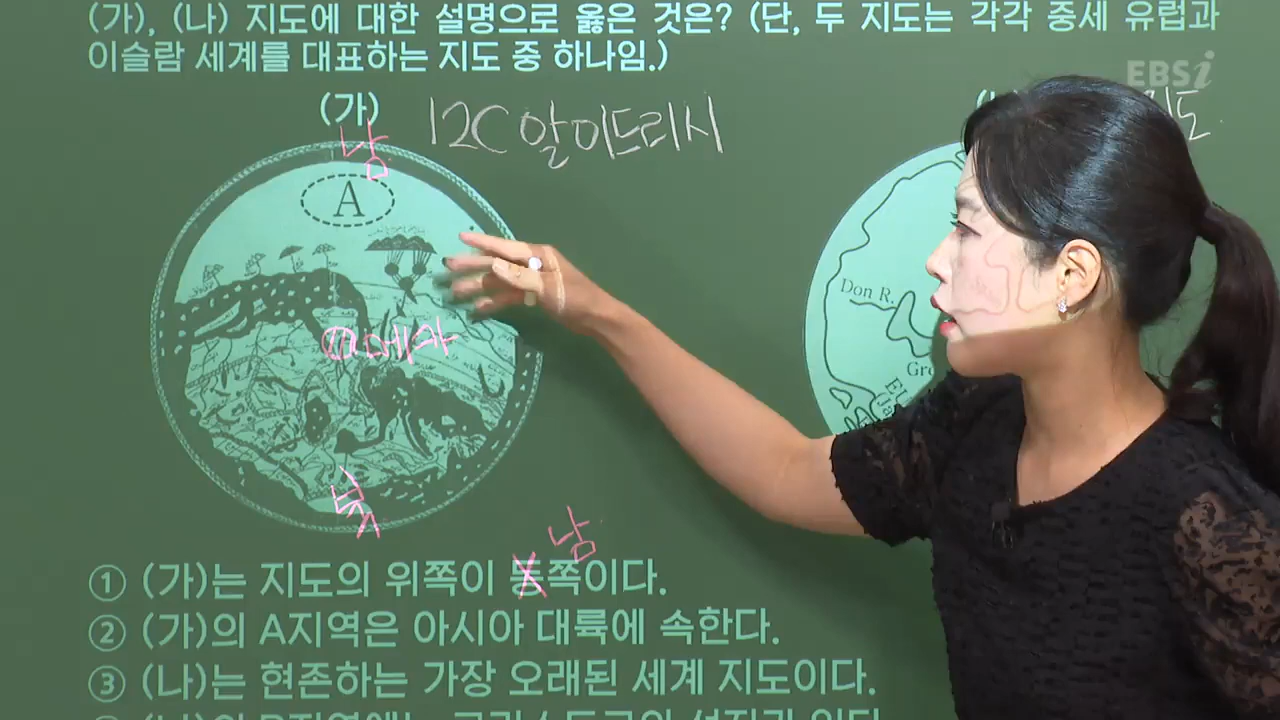 (가), (나) 지도에 대한 설명으로 옳은 것은? (단, 두 지도는 각각 중세 유럽과
이슬람 세계를 대표하는 지도 중 하나임.)
EBSi
(가)
12C 알이드리시
남
A
메카
북
Don R.
남
① (가)는 지도의 위쪽이 동쪽이다.
② (가)의 A지역은 아시아 대륙에 속한다.
③ (나)는 현존하는 가장 오래된 세계 지도이다.